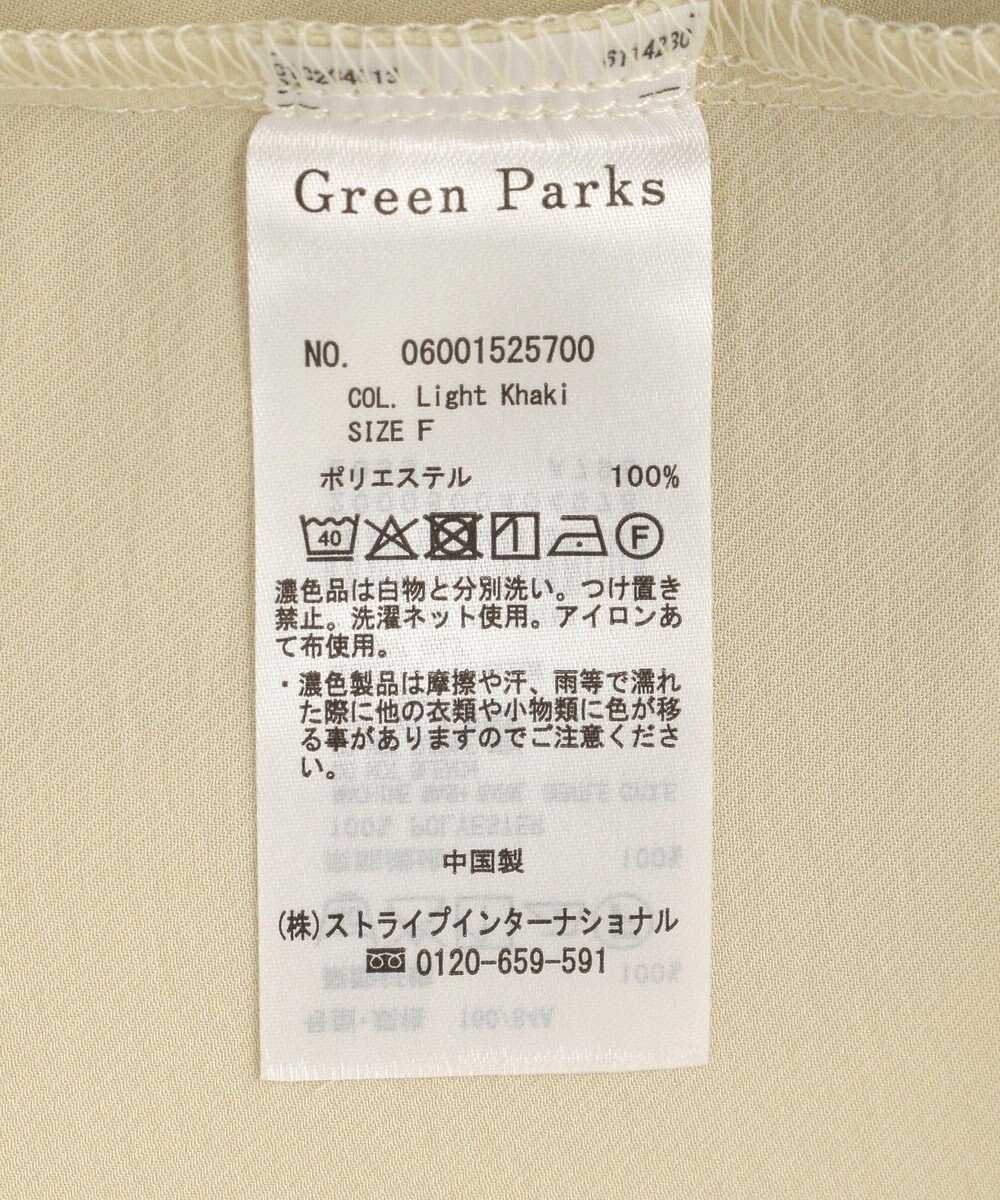 Green Parks
NO. 06001525700
COL. Light Khaki
SIZE F
ポリエステル 100%
40 F
濃色品は白物と分別洗い。つけ置き
禁止。洗濯ネット使用。アイロンあ
て布使用。
・濃色製品は摩擦や汗、雨等で濡れ
た際に他の衣類や小物類に色が移
る事がありますのでご注意くださ
い。
中国製
(株)ストライプインターナショナル
0120-659-591